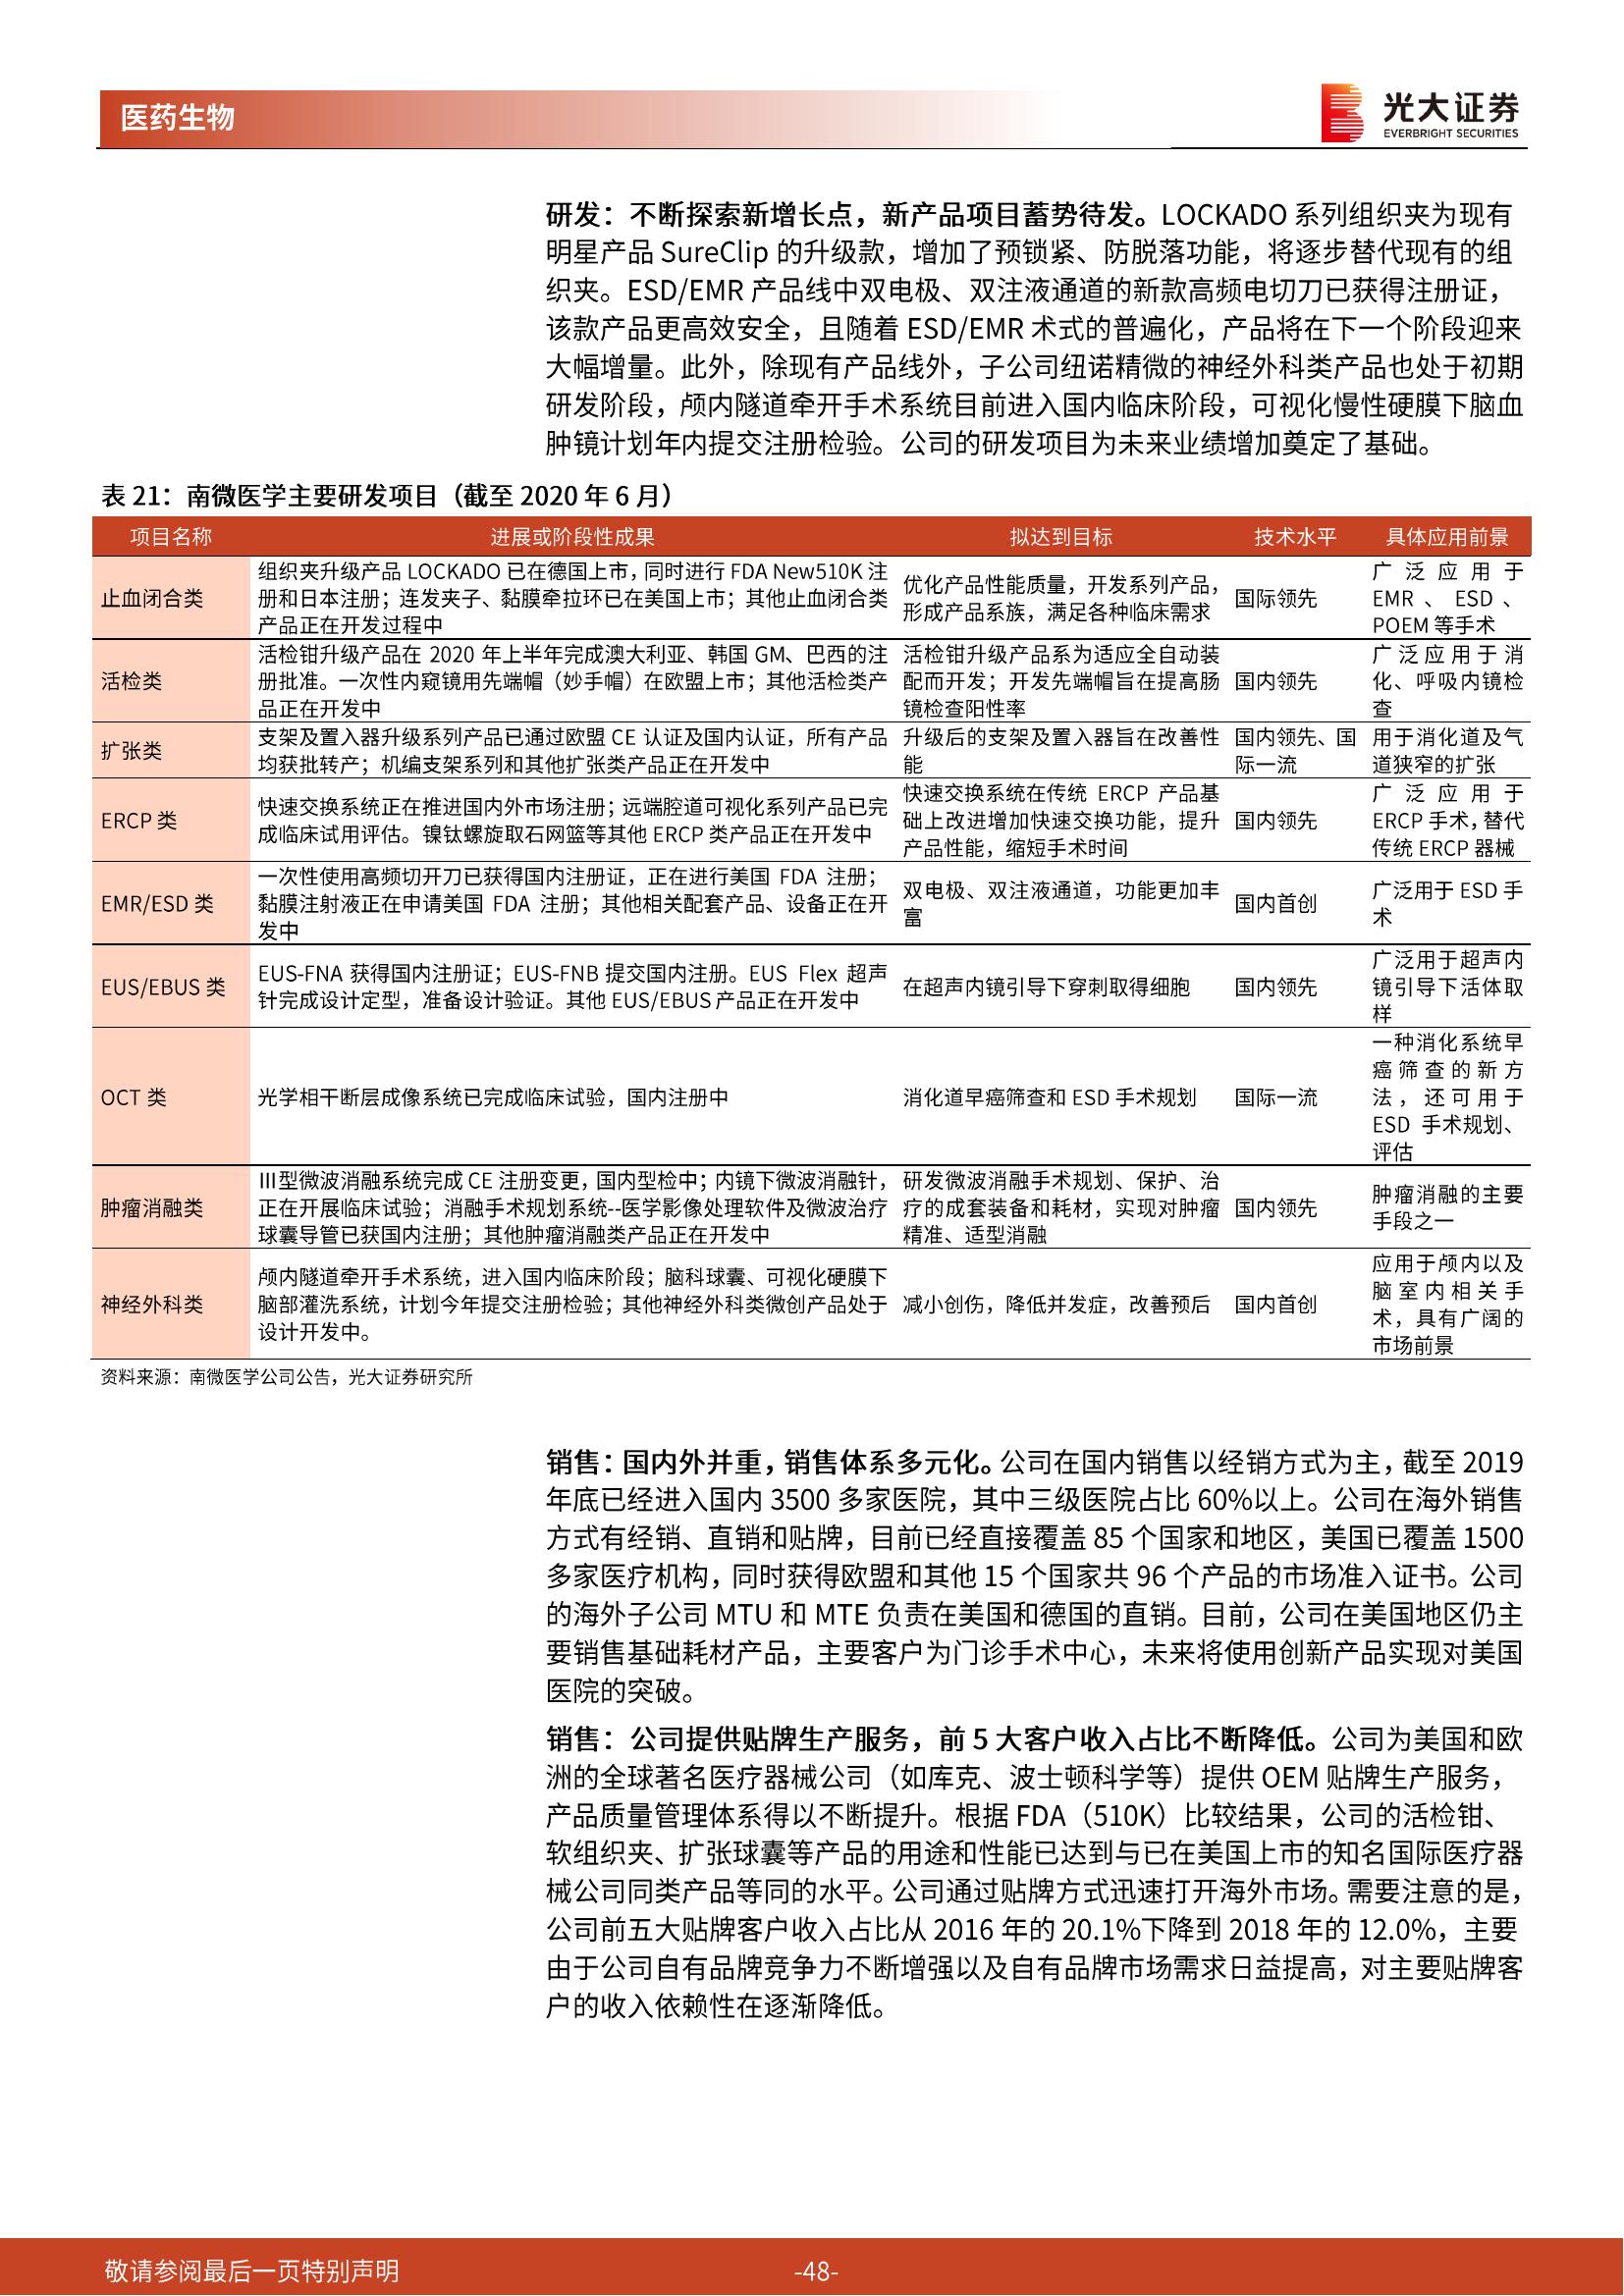 医药生物
光大证券
EVERBRIGHT SECURITIES
研发：不断探索新增长点，新产品项目蓄势待发。LOCKADO 系列组织夹为现有
明星产品 SureClip 的升级款，增加了预锁紧、防脱落功能，将逐步替代现有的组
织夹。ESD/EMR 产品线中双电极、双注液通道的新款高频电切刀已获得注册证，
该款产品更高效安全，且随着 ESD/EMR 术式的普遍化，产品将在下一个阶段迎来
大幅增量。此外，除现有产品线外，子公司纽诺精微的神经外科类产品也处于初期
研发阶段，颅内隧道牵开手术系统目前进入国内临床阶段，可视化慢性硬膜下脑血
肿镜计划年内提交注册检验。公司的研发项目为未来业绩增加奠定了基础。
表 21：南微医学主要研发项目（截至 2020 年 6 月）
项目名称 进展或阶段性成果 拟达到目标 技术水平 具体应用前景
止血闭合类
组织夹升级产品 LOCKADO 已在德国上市，同时进行 FDA New510K 注
册和日本注册；连发夹子、黏膜牵拉环已在美国上市；其他止血闭合类
产品正在开发过程中
优化产品性能质量，开发系列产品，
形成产品系族，满足各种临床需求
国际领先
广泛应用于
EMR、ESD、
POEM 等手术
活检类
活检钳升级产品在 2020 年上半年完成澳大利亚、韩国 GM、巴西的注
册批准。一次性内窥镜用先端帽（妙手帽）在欧盟上市；其他活检类产
品正在开发中
活检钳升级产品系为适应全自动装
配而开发；开发先端帽旨在提高肠
镜检查阳性率
国内领先
广泛应用于消
化、呼吸内镜检
查
扩张类
支架及置入器升级系列产品已通过欧盟 CE 认证及国内认证，所有产品
均获批转产；机编支架系列和其他扩张类产品正在开发中
升级后的支架及置入器旨在改善性
能
国内领先、国
际一流
用于消化道及气
道狭窄的扩张
ERCP 类
快速交换系统正在推进国内外市场注册；远端腔道可视化系列产品已完
成临床试用评估。镍钛螺旋取石网篮等其他 ERCP 类产品正在开发中
快速交换系统在传统 ERCP 产品基
础上改进增加快速交换功能，提升
产品性能，缩短手术时间
国内领先
广泛应用于
ERCP 手术，替代
传统 ERCP 器械
EMR/ESD 类
一次性使用高频切开刀已获得国内注册证，正在进行美国 FDA 注册；
黏膜注射液正在申请美国 FDA 注册；其他相关配套产品、设备正在开
发中
双电极、双注液通道，功能更加丰
富
国内首创
广泛用于 ESD 手
术
EUS/EBUS 类
EUS-FNA 获得国内注册证；EUS-FNB 提交国内注册。EUS Flex 超声
针完成设计定型，准备设计验证。其他 EUS/EBUS 产品正在开发中
在超声内镜引导下穿刺取得细胞
国内领先
广泛用于超声内
镜引导下活体取
样
OCT 类
光学相干断层成像系统已完成临床试验，国内注册中
消化道早癌筛查和 ESD 手术规划
国际一流
一种消化系统早
癌筛查的新方
法，还可用于
ESD 手术规划、
评估
肿瘤消融类
III型微波消融系统完成 CE 注册变更，国内型检中；内镜下微波消融针，
正在开展临床试验；消融手术规划系统--医学影像处理软件及微波治疗
球囊导管已获国内注册；其他肿瘤消融类产品正在开发中
研发微波消融手术规划、保护、治
疗的成套装备和耗材，实现对肿瘤
精准、适型消融
国内领先
肿瘤消融的主要
手段之一
神经外科类
颅内隧道牵开手术系统，进入国内临床阶段；脑科球囊、可视化硬膜下
脑部灌洗系统，计划今年提交注册检验；其他神经外科类微创产品处于
设计开发中。
减小创伤，降低并发症，改善预后
国内首创
应用于颅内以及
脑室内相关手
术，具有广阔的
市场前景
资料来源：南微医学公司公告，光大证券研究所
销售：国内外并重，销售体系多元化。公司在国内销售以经销方式为主，截至 2019
年底已经进入国内 3500 多家医院，其中三级医院占比 60%以上。公司在海外销售
方式有经销、直销和贴牌，目前已经直接覆盖 85 个国家和地区，美国已覆盖 1500
多家医疗机构，同时获得欧盟和其他 15 个国家共 96 个产品的市场准入证书。公司
的海外子公司 MTU 和 MTE 负责在美国和德国的直销。目前，公司在美国地区仍主
要销售基础耗材产品，主要客户为门诊手术中心，未来将使用创新产品实现对美国
医院的突破。
销售：公司提供贴牌生产服务，前 5 大客户收入占比不断降低。公司为美国和欧
洲的全球著名医疗器械公司（如库克、波士顿科学等）提供 OEM 贴牌生产服务，
产品质量管理体系得以不断提升。根据 FDA（510K）比较结果，公司的活检钳、
软组织夹、扩张球囊等产品的用途和性能已达到与已在美国上市的知名国际医疗器
械公司同类产品等同的水平。公司通过贴牌方式迅速打开海外市场。需要注意的是，
公司前五大贴牌客户收入占比从 2016 年的 20.1%下降到 2018 年的 12.0%，主要
由于公司自有品牌竞争力不断增强以及自有品牌市场需求日益提高，对主要贴牌客
户的收入依赖性在逐渐降低。
敬请参阅最后一页特别声明
-48-